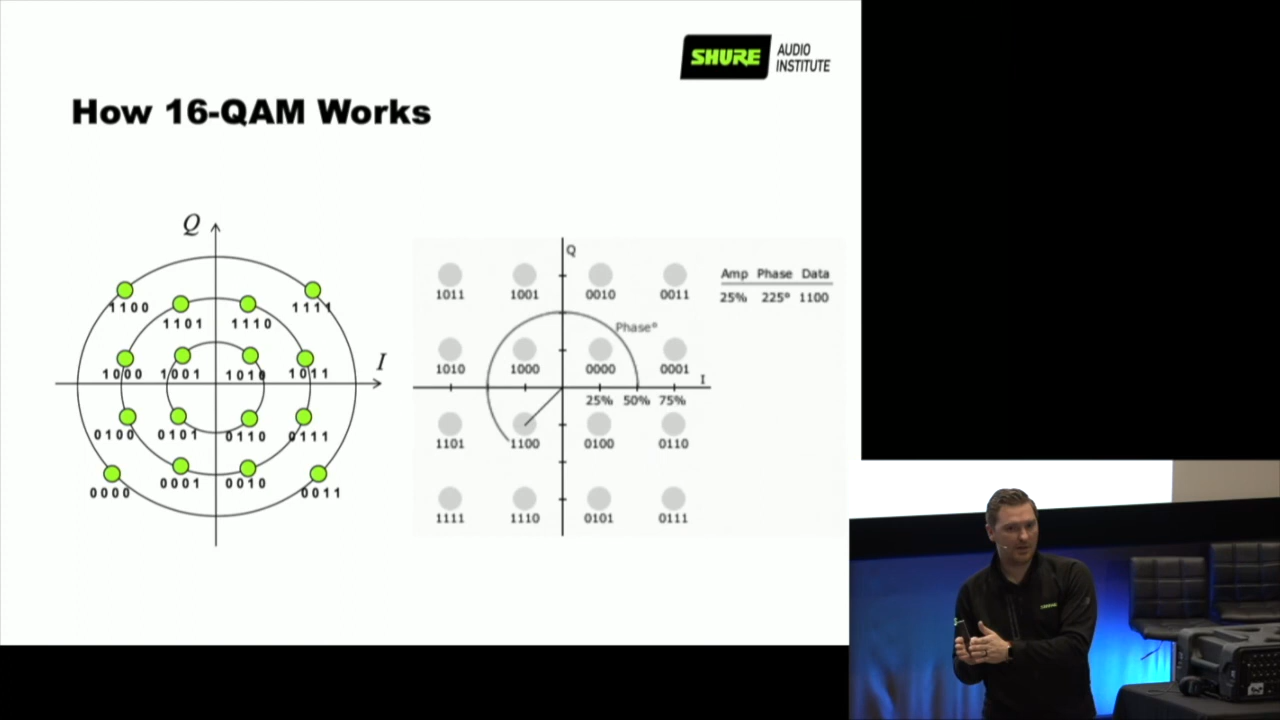 SHURE AUDIO INSTITUTE
How 16-QAM Works
Q
1100 1111
1101 1110
I
1000 1001 1010 1011
0100 0101 0110 0111
0001 0010
0000 0011
Q
1011 1001 0010 0011
Phase°
1010 1000 0000 0001
I
25% 50% 75%
1101 1100 0100 0110
1111 1110 0101 0111
Amp Phase Data
25% 225° 1100